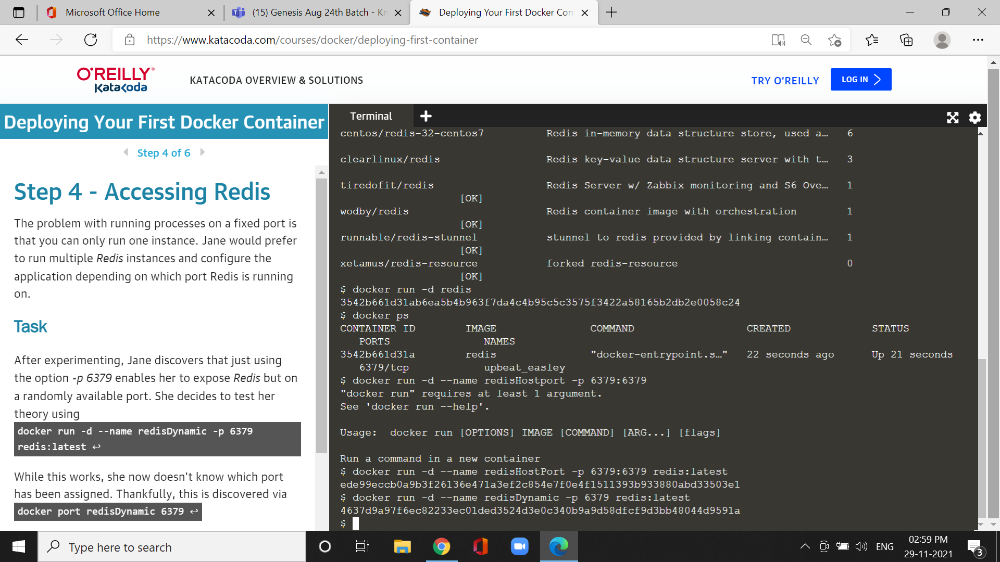 Microsoft Office Home
(15) Genesis Aug 24th Batch - Kn
Deploying Your First Docker Con
https://www.katacoda.com/courses/docker/deploying-first-container
O'REILLY®
Katacoda
KATACODA OVERVIEW & SOLUTIONS
TRY O'REILLY
LOG IN
Deploying Your First Docker Container
Step 4 of 6
Step 4 - Accessing Redis
The problem with running processes on a fixed port is
that you can only run one instance. Jane would prefer
to run multiple Redis instances and configure the
application depending on which port Redis is running
on.
Task
After experimenting, Jane discovers that just using
the option -p 6379 enables her to expose Redis but on
a randomly available port. She decides to test her
theory using
docker run -d --name redisDynamic -p 6379
redis:latest ↩
While this works, she now doesn't know which port
has been assigned. Thankfully, this is discovered via
docker port redisDynamic 6379 ↩
Terminal
centos/redis-32-centos7 Redis in-memory data structure store, used a… 6
clearlinux/redis Redis key-value data structure server with t… 3
tiredofit/redis Redis Server w/ Zabbix monitoring and S6 Ove… 1
[OK]
wodby/redis Redis container image with orchestration 1
[OK]
runnable/redis-stunnel stunnel to redis provided by linking contain… 1
[OK]
xetamus/redis-resource forked redis-resource 0
[OK]
$ docker run -d redis
3542b661d31ab6ea5b4b963f7da4c4b95c5c3575f3422a58165b2db2e0058c24
$ docker ps
CONTAINER ID IMAGE COMMAND CREATED STATUS
PORTS NAMES
3542b661d31a redis "docker-entrypoint.s…" 22 seconds ago Up 21 seconds
6379/tcp upbeat_easley
$ docker run -d --name redisHostport -p 6379:6379
"docker run" requires at least 1 argument.
See 'docker run --help'.
Usage: docker run [OPTIONS] IMAGE [COMMAND] [ARG...] [flags]
Run a command in a new container
$ docker run -d --name redisHostPort -p 6379:6379 redis:latest
ede99eccb0a9b3f26136e471a3ef2c854e7f0e4f1511393b933880abd33503e1
$ docker run -d --name redisDynamic -p 6379 redis:latest
4637d9a97f6ec82233ec01ded3524d3e0c340b9a9d58dfcf9d3bb48044d9591a
$
Type here to search
ENG
02:59 PM
29-11-2021
3